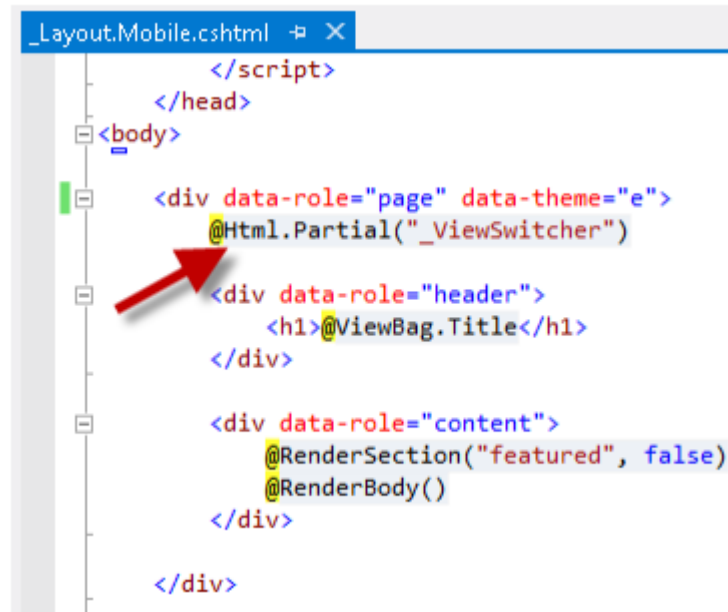 _Layout.Mobile.cshtml
</script>
</head>
<body>
<div data-role="page" data-theme="e">
@Html.Partial("_ViewSwitcher")
<div data-role="header">
<h1>@ViewBag.Title</h1>
</div>
<div data-role="content">
@RenderSection("featured", false)
@RenderBody()
</div>
</div>